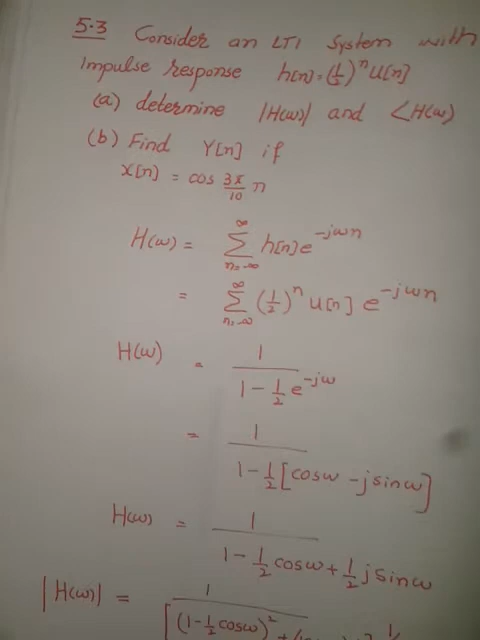 5.3 Consider an LTI System with
impulse response h[n] = (1/2)^n u[n]
(a) determine |H(ω)| and ∠H(ω)
(b) Find Y[n] if
x[n] = cos 3π/10 n
H(ω) = ∑_{n=-∞}^{∞} h[n] e^{-jωn}
= ∑_{n=-∞}^{∞} (1/2)^n u[n] e^{-jωn}
H(ω) = 1 / (1 - 1/2 e^{-jω})
= 1 / (1 - 1/2 [cosω - j sinω])
H(ω) = 1 / (1 - 1/2 cosω + 1/2 j sinω)
|H(ω)| = 1 / [(1 - 1/2 cosω)^2 +